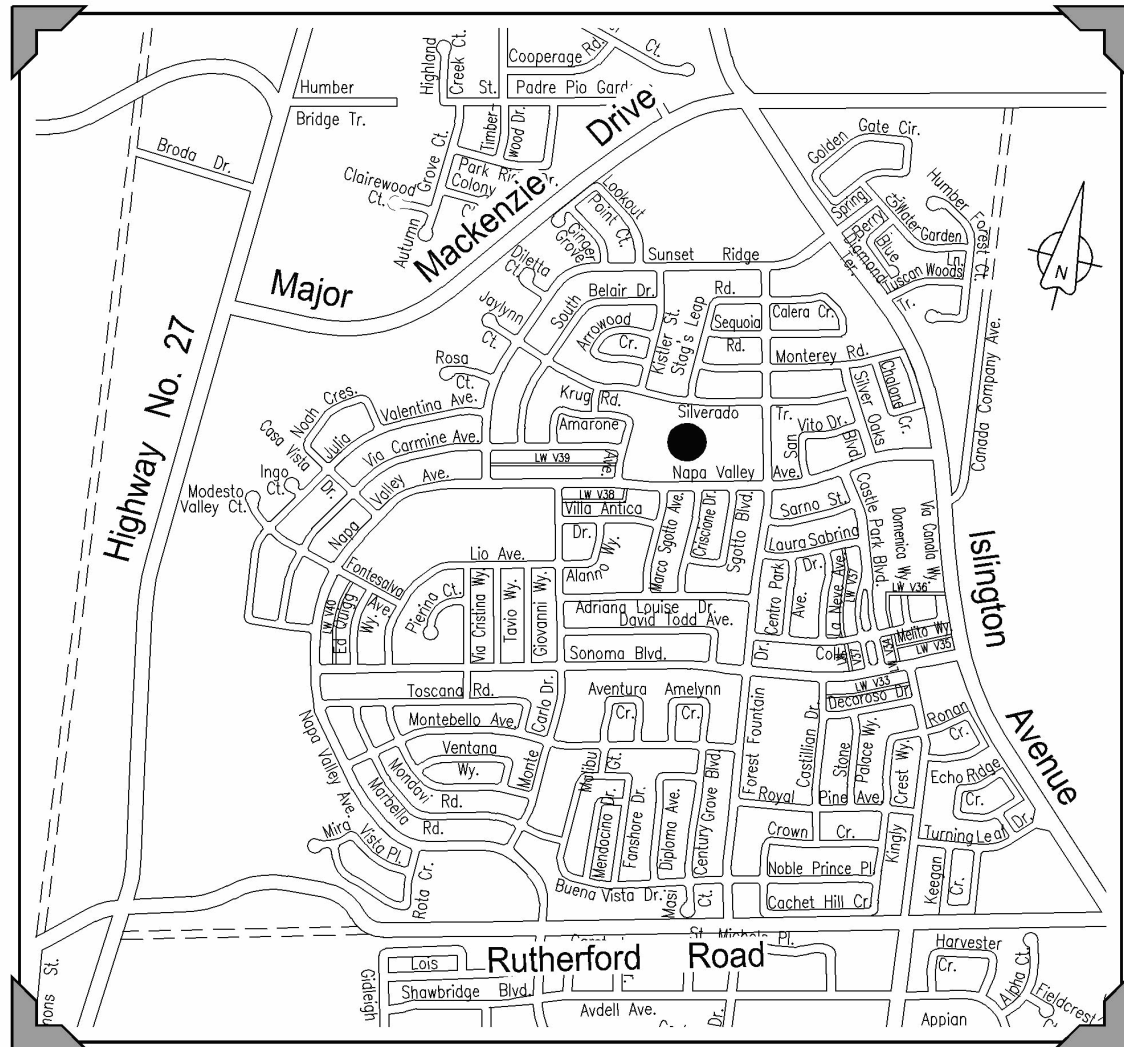 Cooperage Rd.
Ct.
Highland
Creek Ct.
St.
Padre Pio Gard
Humber
Bridge Tr.
Timber-
wood Dr.
Drive
Golden
Gate Cir.
Broda Dr.
Grove Ct.
Park Ri
Dr.
Colony
Clairewood
Ct.
Autumn
Mackenzie
Major
Lookout
Point Ct.
Ginger
Grove
Spring
Berry
Blue
Diamond
Ter.
Water
Garden
Ln.
Humber Forest Ct.
Tuscan Woods
Tr.
N
Diletta
Ct.
Sunset Ridge
Rd.
Belair Dr.
South
Jaylynn
Ct.
Arrowood
Cr.
Kistler St.
Stag's Leap
Sequoia
Rd.
Calera Cr.
Monterey Rd.
Highway No. 27
Rosa
Ct.
Krug
Rd.
Silverado
Tr.
Silver Oaks
Blvd
Chalone
Cr.
Canada Company Ave.
Noah Cres.
Valentina Ave.
Amarone
Ave.
San
Vito Dr.
Casa Vista
Dr.
Julia
Via Carmine Ave.
LW V39
Napa Valley
Ave.
Ingo
Ct.
Modesto
Valley Ct.
Napa
Valley
Ave.
LW V38
Villa Antica
Dr.
Marco Sgotto Ave.
Criscione Dr.
Sgotto Blvd.
Sarno St.
Castle Park Blvd.
Domenica Wy.
Via Canola Wy.
Islington
Avenue
Laura Sabrina
Dr.
Lio Ave.
Alanno Wy.
Fontesalva
Ave.
Pierina Ct.
Via Cristina Wy.
Tavio Wy.
Giovanni Wy.
Adriana Louise Dr.
David Todd Ave.
Centro Park
Dr.
Ave.
La Neve Ave.
LW V37
LW V36
LW V40
Ed Quigg
Wy.
Sonoma Blvd.
Colle
V37
LW V34
Melito Wy.
LW V35
LW V33
Decoroso Dr
Toscana Rd.
Carlo Dr.
Monte
Aventura
Cr.
Amelynn
Cr.
Montebello Ave.
Ventana
Wy.
Napa Valley Ave.
Mondavi
Rd.
Marbella
Rd.
Malibu
Gt.
Mendocino Dr.
Fanshore Dr.
Diploma Ave.
Century Grove Blvd.
Forest Fountain
Castillian Dr.
Stone
Palace Wy.
Royal
Pine Ave.
Crest Wy.
Kingly
Ronan
Cr.
Echo Ridge
Cr.
Turning Leaf
Dr.
Mira
Vista Pl.
Rota Cr.
Crown
Cr.
Noble Prince Pl
Cachet Hill Cr.
Keegan
Cr.
Buena Vista Dr.
Masi
Ct.
St.
Pl.
Rutherford Road
Lois
Gidleigh
Shawbridge Blvd.
Avdell Ave.
Dr.
Harvester
Cr.
Alpha Ct.
Fieldcrest
Ct.
Appian
mons St.